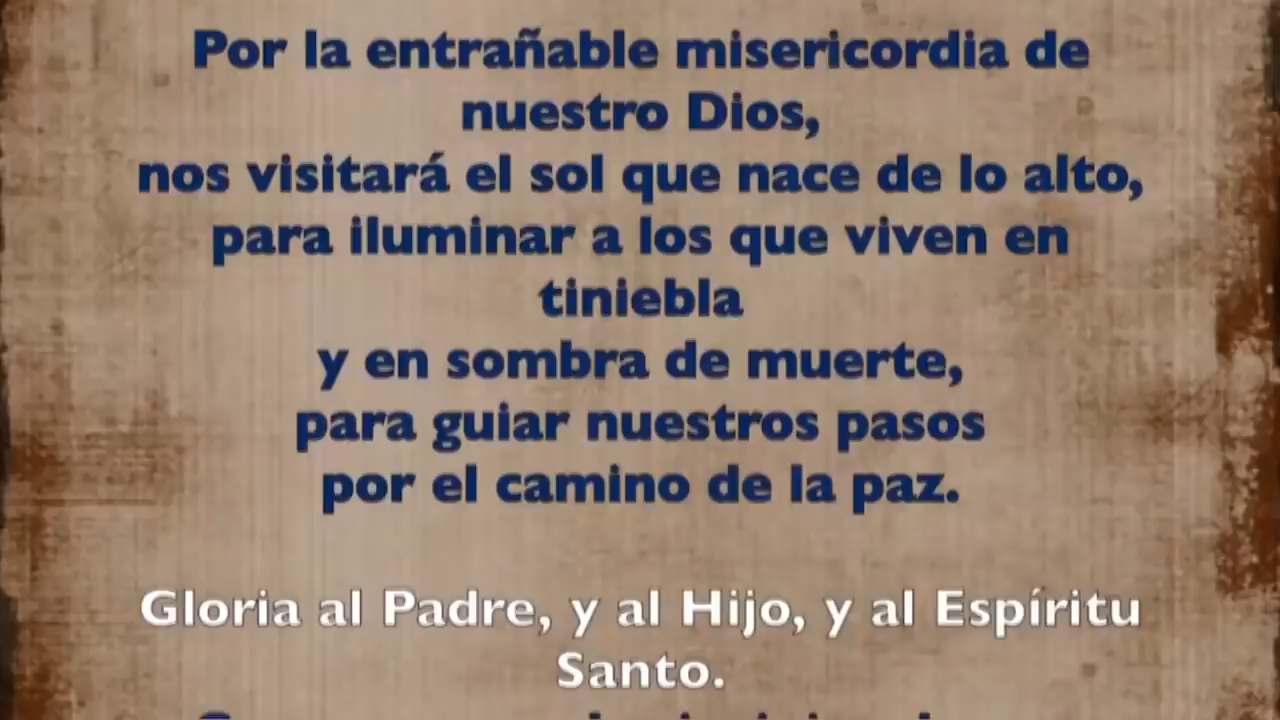 Por la entrañable misericordia de
nuestro Dios,
nos visitará el sol que nace de lo alto,
para iluminar a los que viven en
tiniebla
y en sombra de muerte,
para guiar nuestros pasos
por el camino de la paz.
Gloria al Padre, y al Hijo, y al Espíritu
Santo.